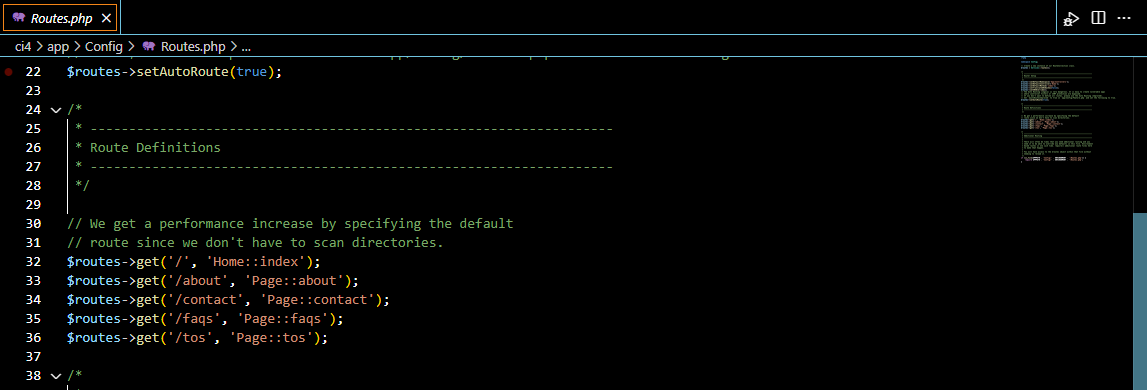 Routes.php
ci4 > app > Config > Routes.php > ...
22 $routes->setAutoRoute(true);
23
24 /*
25 * -----------------------------------------------------------------
26 * Route Definitions
27 * -----------------------------------------------------------------
28 */
29
30 // We get a performance increase by specifying the default
31 // route since we don't have to scan directories.
32 $routes->get('/', 'Home::index');
33 $routes->get('/about', 'Page::about');
34 $routes->get('/contact', 'Page::contact');
35 $routes->get('/faqs', 'Page::faqs');
36 $routes->get('/tos', 'Page::tos');
37
38 /*